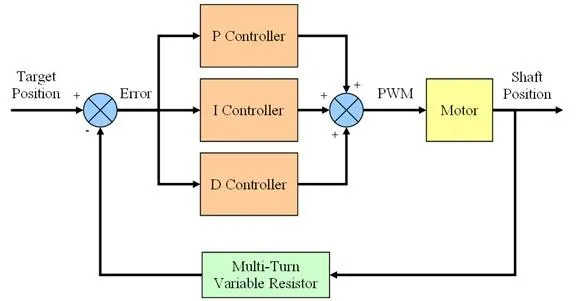 P Controller
Target
Position
+
Error
I Controller
+
+
+
PWM
Motor
Shaft
Position
-
D Controller
Multi-Turn
Variable Resistor